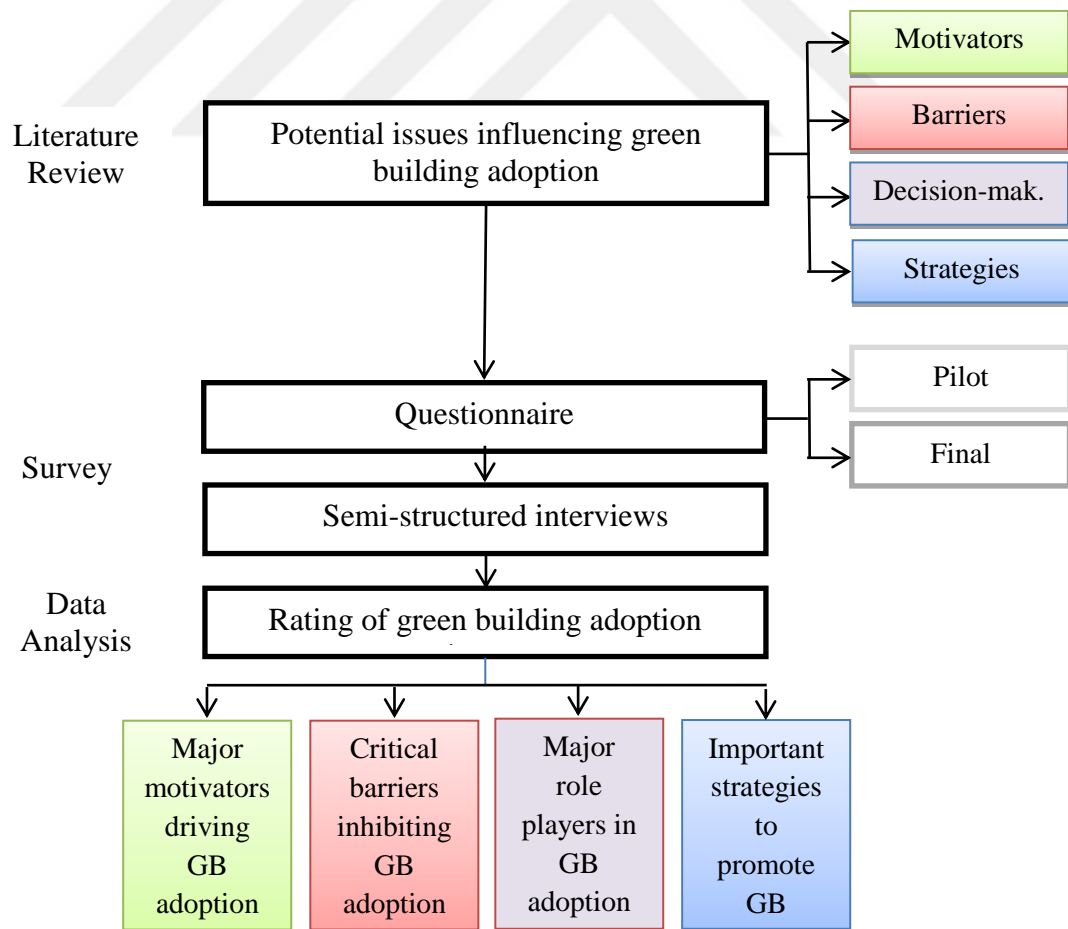 Motivators
Literature
Review
Potential issues influencing green
building adoption
Barriers
Decision-mak.
Strategies
Questionnaire
Pilot
Final
Survey
Semi-structured interviews
Data
Analysis
Rating of green building adoption
Major
motivators
driving
GB
adoption
Critical
barriers
inhibiting
GB
adoption
Major
role
players in
GB
adoption
Important
strategies
to
promote
GB